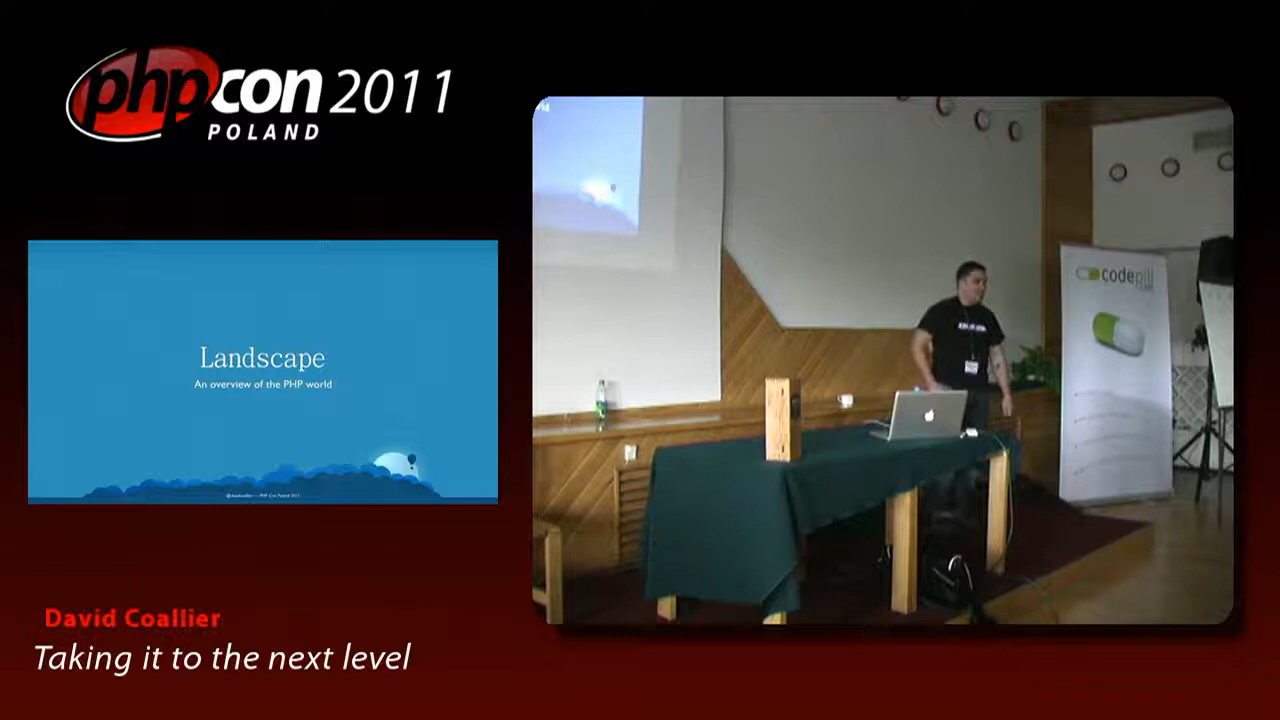 phpcon 2011
POLAND
Landscape
An overview of the PHP world
David Coallier
Taking it to the next level
codepill